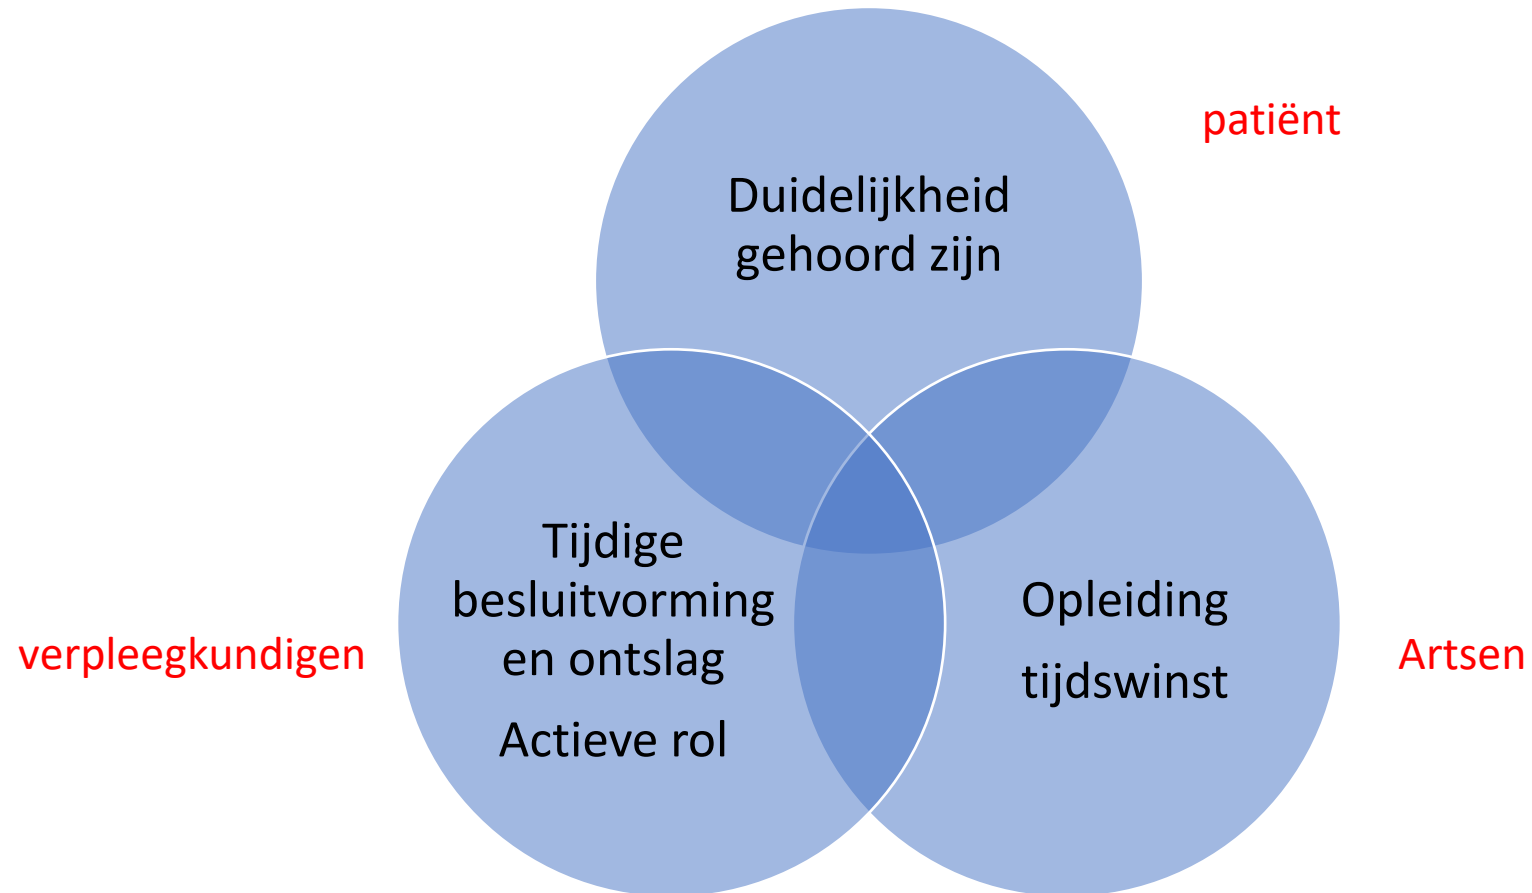 patiënt
Duidelijkheid
gehoord zijn
Tijdige
besluitvorming
en ontslag
Actieve rol
verpleegkundigen
Opleiding
tijdswinst
Artsen